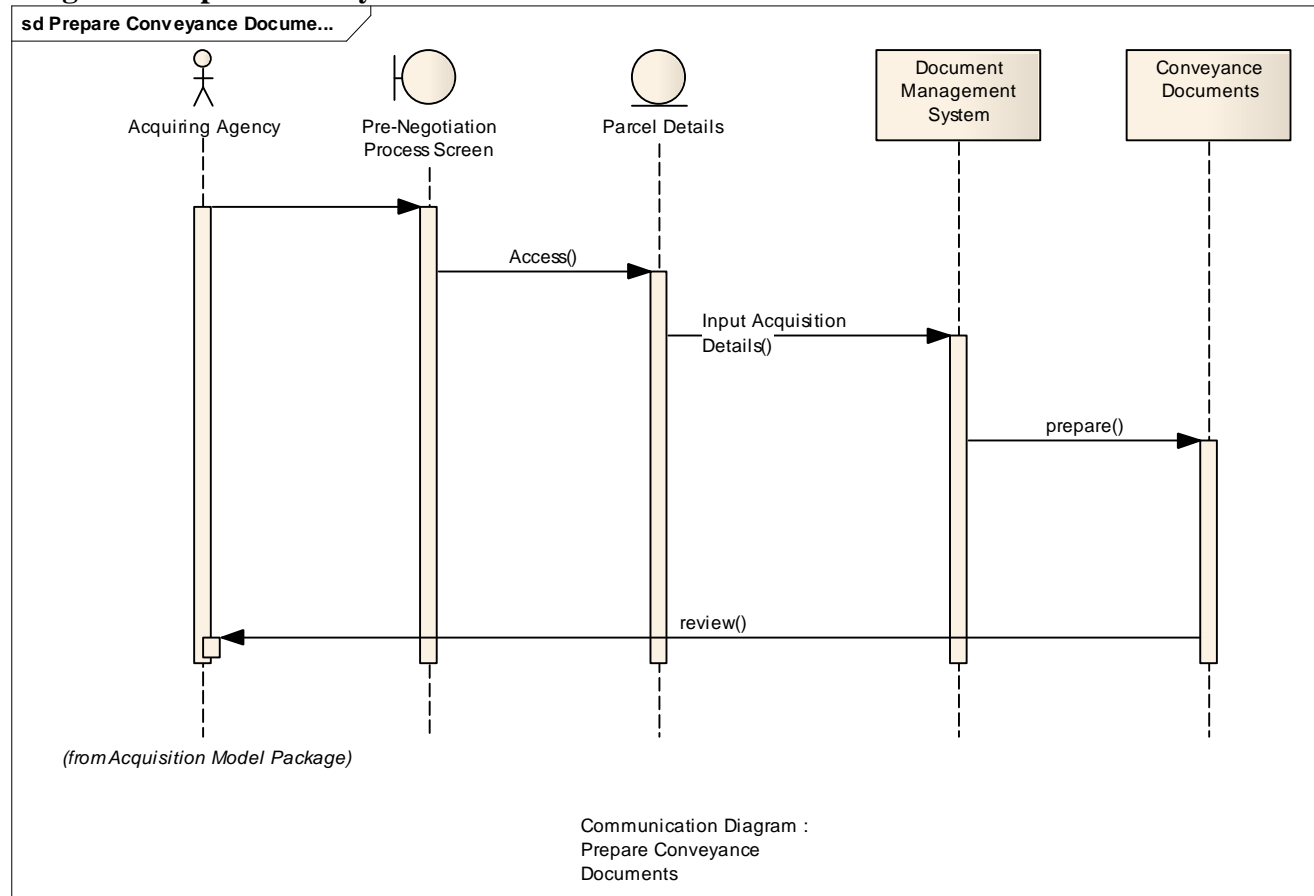 sd Prepare Conveyance Docume...
Acquiring Agency
Pre-Negotiation
Process Screen
Parcel Details
Document
Management
System
Conveyance
Documents
Access()
Input Acquisition
Details()
prepare()
review()
(from Acquisition Model Package)
Communication Diagram :
Prepare Conveyance
Documents